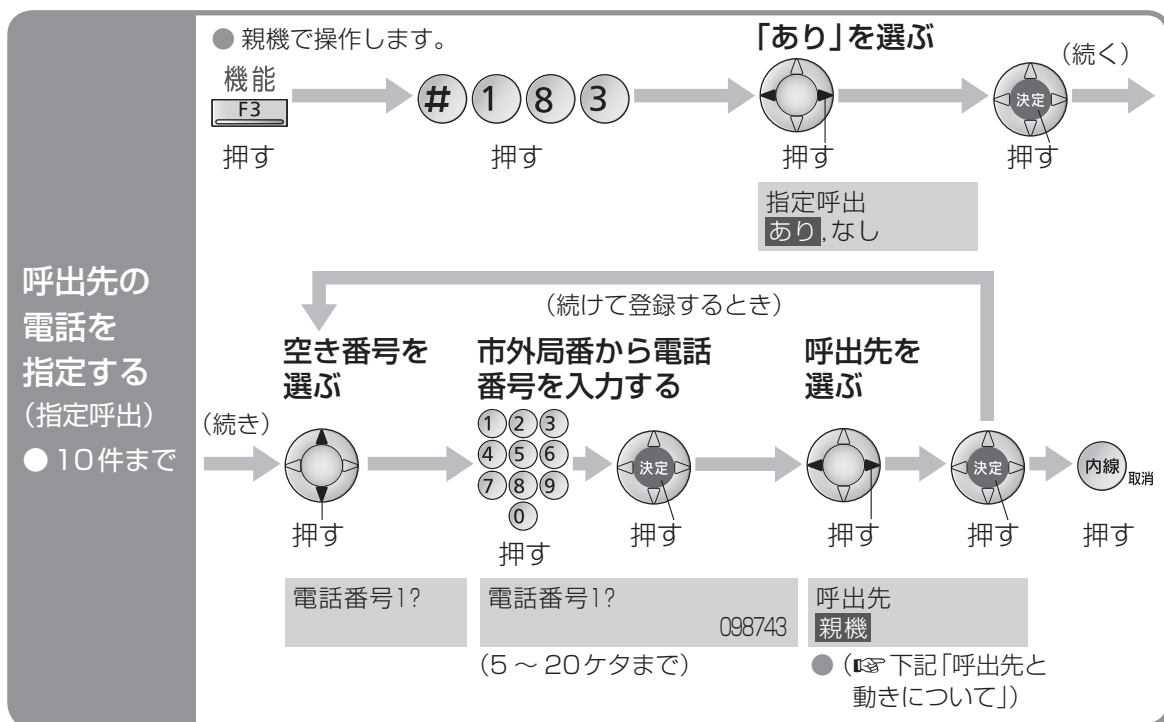 呼出先の
電話を
指定する
（指定呼出）
● 10件まで
● 親機で操作します。
機能
F3
押す
# 1 8 3
押す
「あり」を選ぶ
押す
指定呼出
あり,なし
決定
押す
（続く）
（続けて登録するとき）
（続き）
空き番号を
選ぶ
押す
電話番号1?
市外局番から電話
番号を入力する
1 2 3
4 5 6
7 8 9
0
押す
決定
押す
電話番号1?
098743
（5 ～ 20ケタまで）
呼出先を
選ぶ
押す
呼出先
親機
● （☞ 下記「呼出先と
動きについて」）
決定
押す
内線 取消
押す